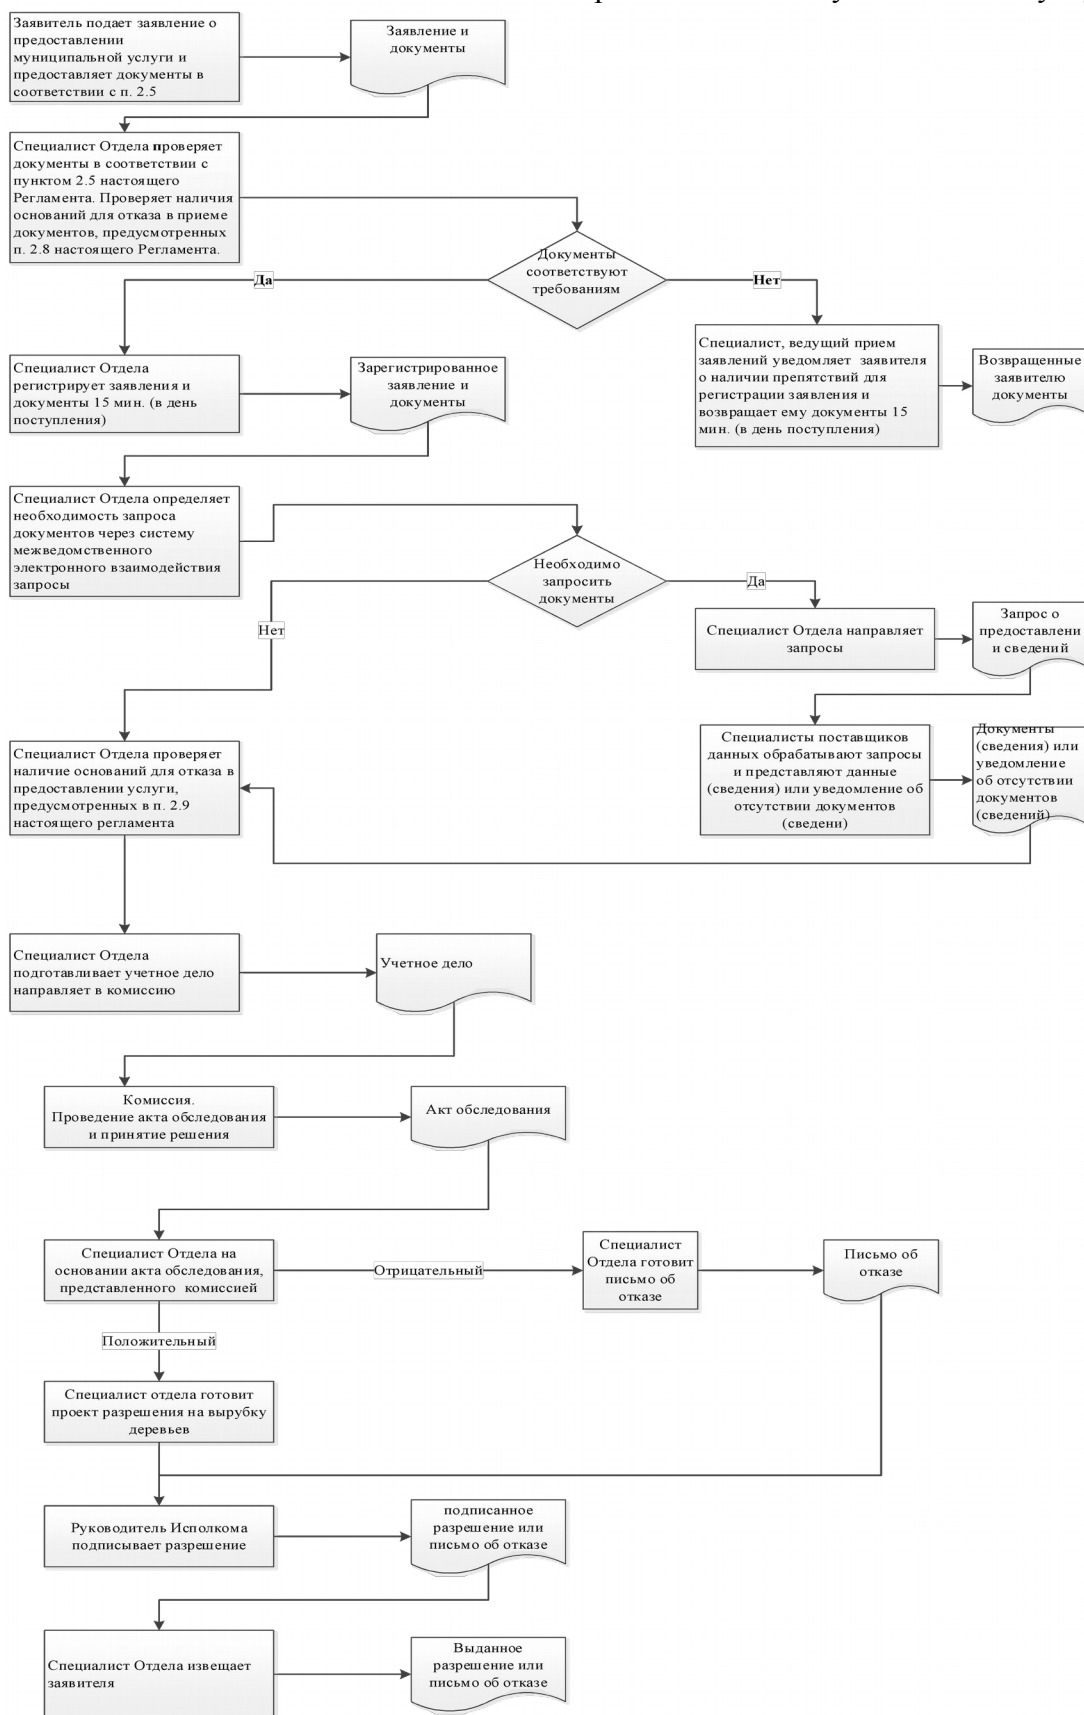 Заявитель подает заявление о
предоставлении
муниципальной услуги и
предоставляет документы в
соответствии с п. 2.5
Заявление и
документы
Специалист Отдела проверяет
документы в соответствии с
пунктом 2.5 настоящего
Регламента. Проверяет наличия
оснований для отказа в приеме
документов, предусмотренных
п. 2.8 настоящего Регламента.
Документы
соответствуют
требованиям
Да
Нет
Специалист Отдела
регистрирует заявления и
документы 15 мин. (в день
поступления)
Зарегистрированное
заявление и
документы
Специалист, ведущий прием
заявлений уведомляет заявителя
о наличии препятствий для
регистрации заявления и
возвращает ему документы 15
мин. (в день поступления)
Возвращенные
заявителю
документы
Специалист Отдела определяет
необходимость запроса
документов через систему
межведомственного
электронного взаимодействия
запросы
Необходимо
запросить
документы
Да
Нет
Специалист Отдела направляет
запросы
Запрос о
предоставлени
и сведений
Специалисты поставщиков
данных обрабатывают запросы
и представляют данные
(сведения) или уведомление об
отсутствии документов
(сведени)
Документы
(сведения) или
уведомление
об отсутствии
документов
(сведений)
Специалист Отдела проверяет
наличие оснований для отказа в
предоставлении услуги,
предусмотренных в п. 2.9
настоящего регламента
Специалист Отдела
подготавливает учетное дело
направляет в комиссию
Учетное дело
Комиссия.
Проведение акта обследования
и принятие решения
Акт обследования
Специалист Отдела на
основании акта обследования,
представленного комиссией
Отрицательный
Специалист
Отдела готовит
письмо об
отказе
Письмо об
отказе
Положительный
Специалист отдела готовит
проект разрешения на вырубку
деревьев
Руководитель Исполкома
подписывает разрешение
подписанное
разрешение или
письмо об отказе
Специалист Отдела извещает
заявителя
Выданное
разрешение или
письмо об отказе